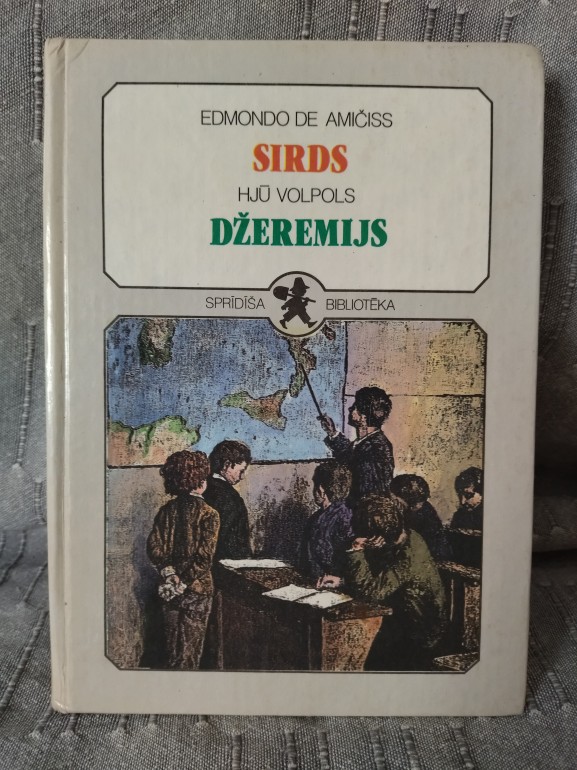 EDMONDO DE AMIČISS
SIRDS
HJŪ VOLPOLS
DŽEREMIJS
SPRĪDĪŠA BIBLIOTĒKA